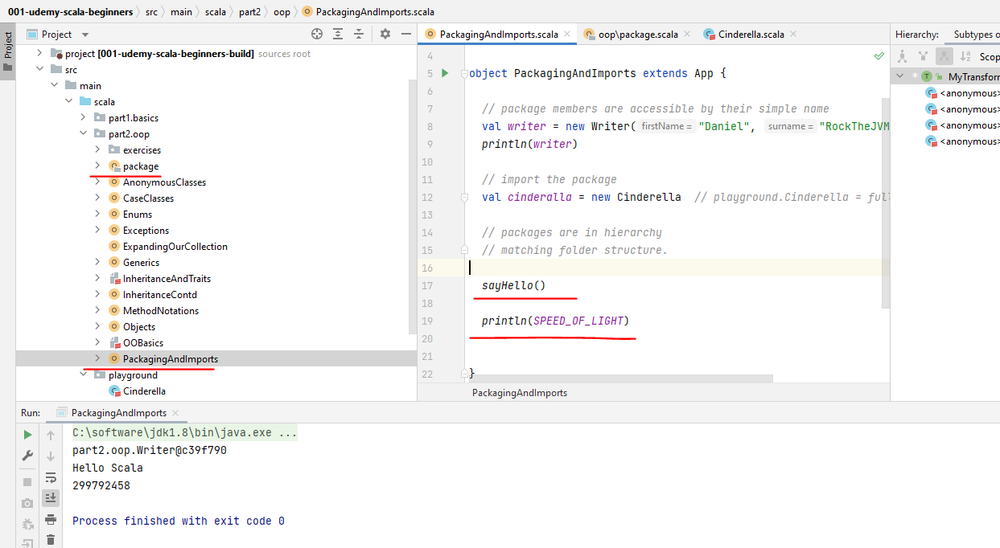 001-udemy-scala-beginners src main scala part2 oop PackagingAndImports.scala
Project
Project
project [001-udemy-scala-beginners-build] sources root
src
main
scala
part1.basics
part2.oop
exercises
package
AnonymousClasses
CaseClasses
Enums
Exceptions
ExpandingOurCollection
Generics
InheritanceAndTraits
InheritanceContd
MethodNotations
Objects
OOBasics
PackagingAndImports
playground
Cinderella
PackagingAndImports.scala oop\package.scala Cinderella.scala
4
5 object PackagingAndImports extends App {
6
7 // package members are accessible by their simple name
8 val writer = new Writer( firstName = "Daniel", surname = "RockTheJVM
9 println(writer)
10
11 // import the package
12 val cinderalla = new Cinderella // playground.Cinderella = ful
13
14 // packages are in hierarchy
15 // matching folder structure.
16
17 sayHello()
18
19 println(SPEED_OF_LIGHT)
20
21
22 }
PackagingAndImports
Hierarchy: Subtypes o
Scop
MyTransform
<anonymous>
<anonymous>
<anonymous>
<anonymous>
Run: PackagingAndImports
C:\software\jdk1.8\bin\java.exe ...
part2.oop.Writer@c39f790
Hello Scala
299792458
Process finished with exit code 0